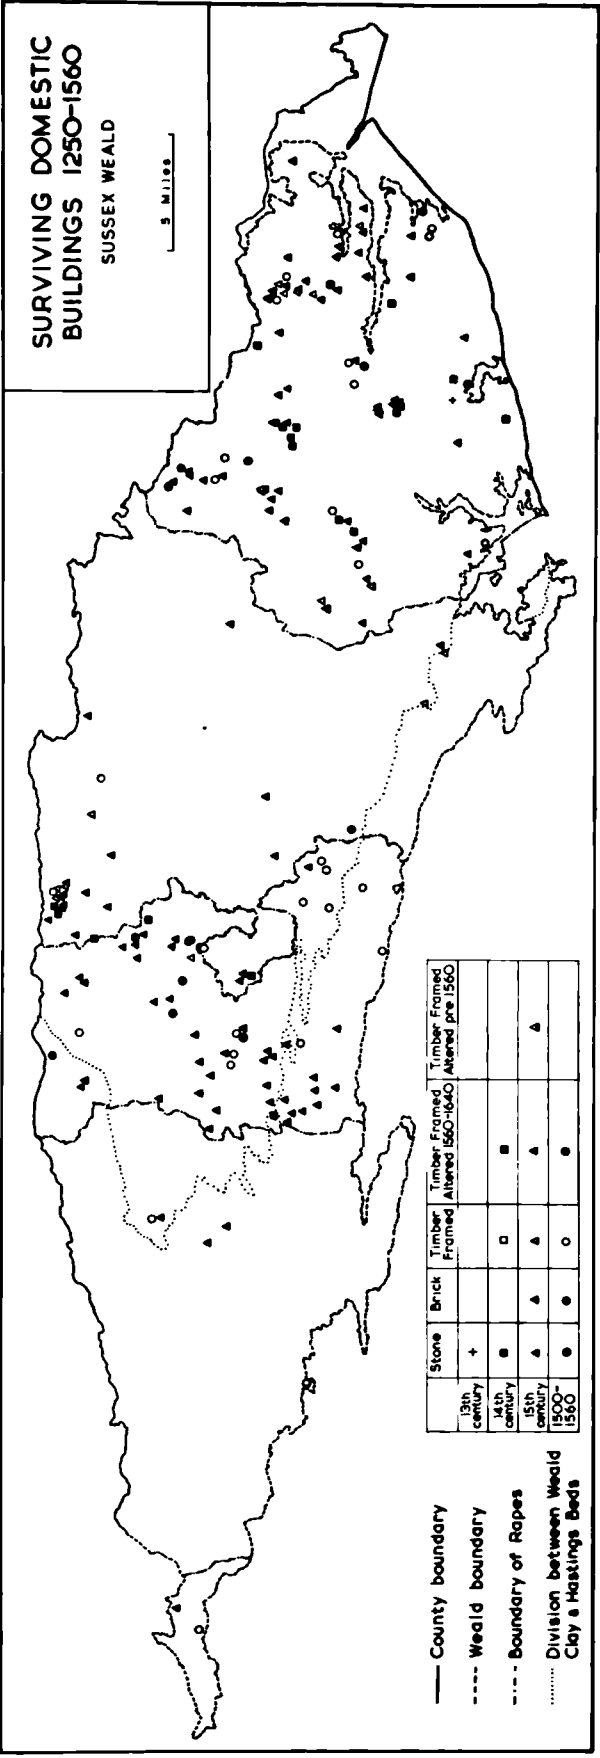 SURVIVING DOMESTIC
BUILDINGS 1250-1560
SUSSEX WEALD
5 Miles
County boundary
Weald boundary
Boundary of Rapes
Division between Weald
Clay & Hastings Beds
Stone
Brick
Timber
Framed
Timber Framed
Altered 1560-1640
Timber Framed
Altered pre 1560
13th
century
14th
century
15th
century
1500-
1560